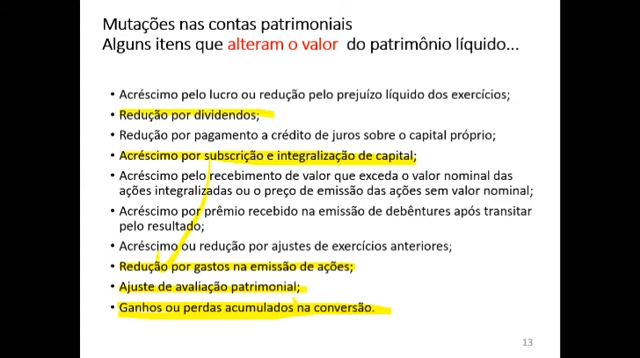 Mutações nas contas patrimoniais
Alguns itens que alteram o valor do patrimônio líquido...
• Acréscimo pelo lucro ou redução pelo prejuízo líquido dos exercícios;
• Redução por dividendos;
• Redução por pagamento a crédito de juros sobre o capital próprio;
• Acréscimo por subscrição e integralização de capital;
• Acréscimo pelo recebimento de valor que exceda o valor nominal das
ações integralizadas ou o preço de emissão das ações sem valor nominal;
• Acréscimo por prêmio recebido na emissão de debêntures após transitar
pelo resultado;
• Acréscimo ou redução por ajustes de exercícios anteriores;
• Redução por gastos na emissão de ações;
• Ajuste de avaliação patrimonial;
• Ganhos ou perdas acumulados na conversão.
13